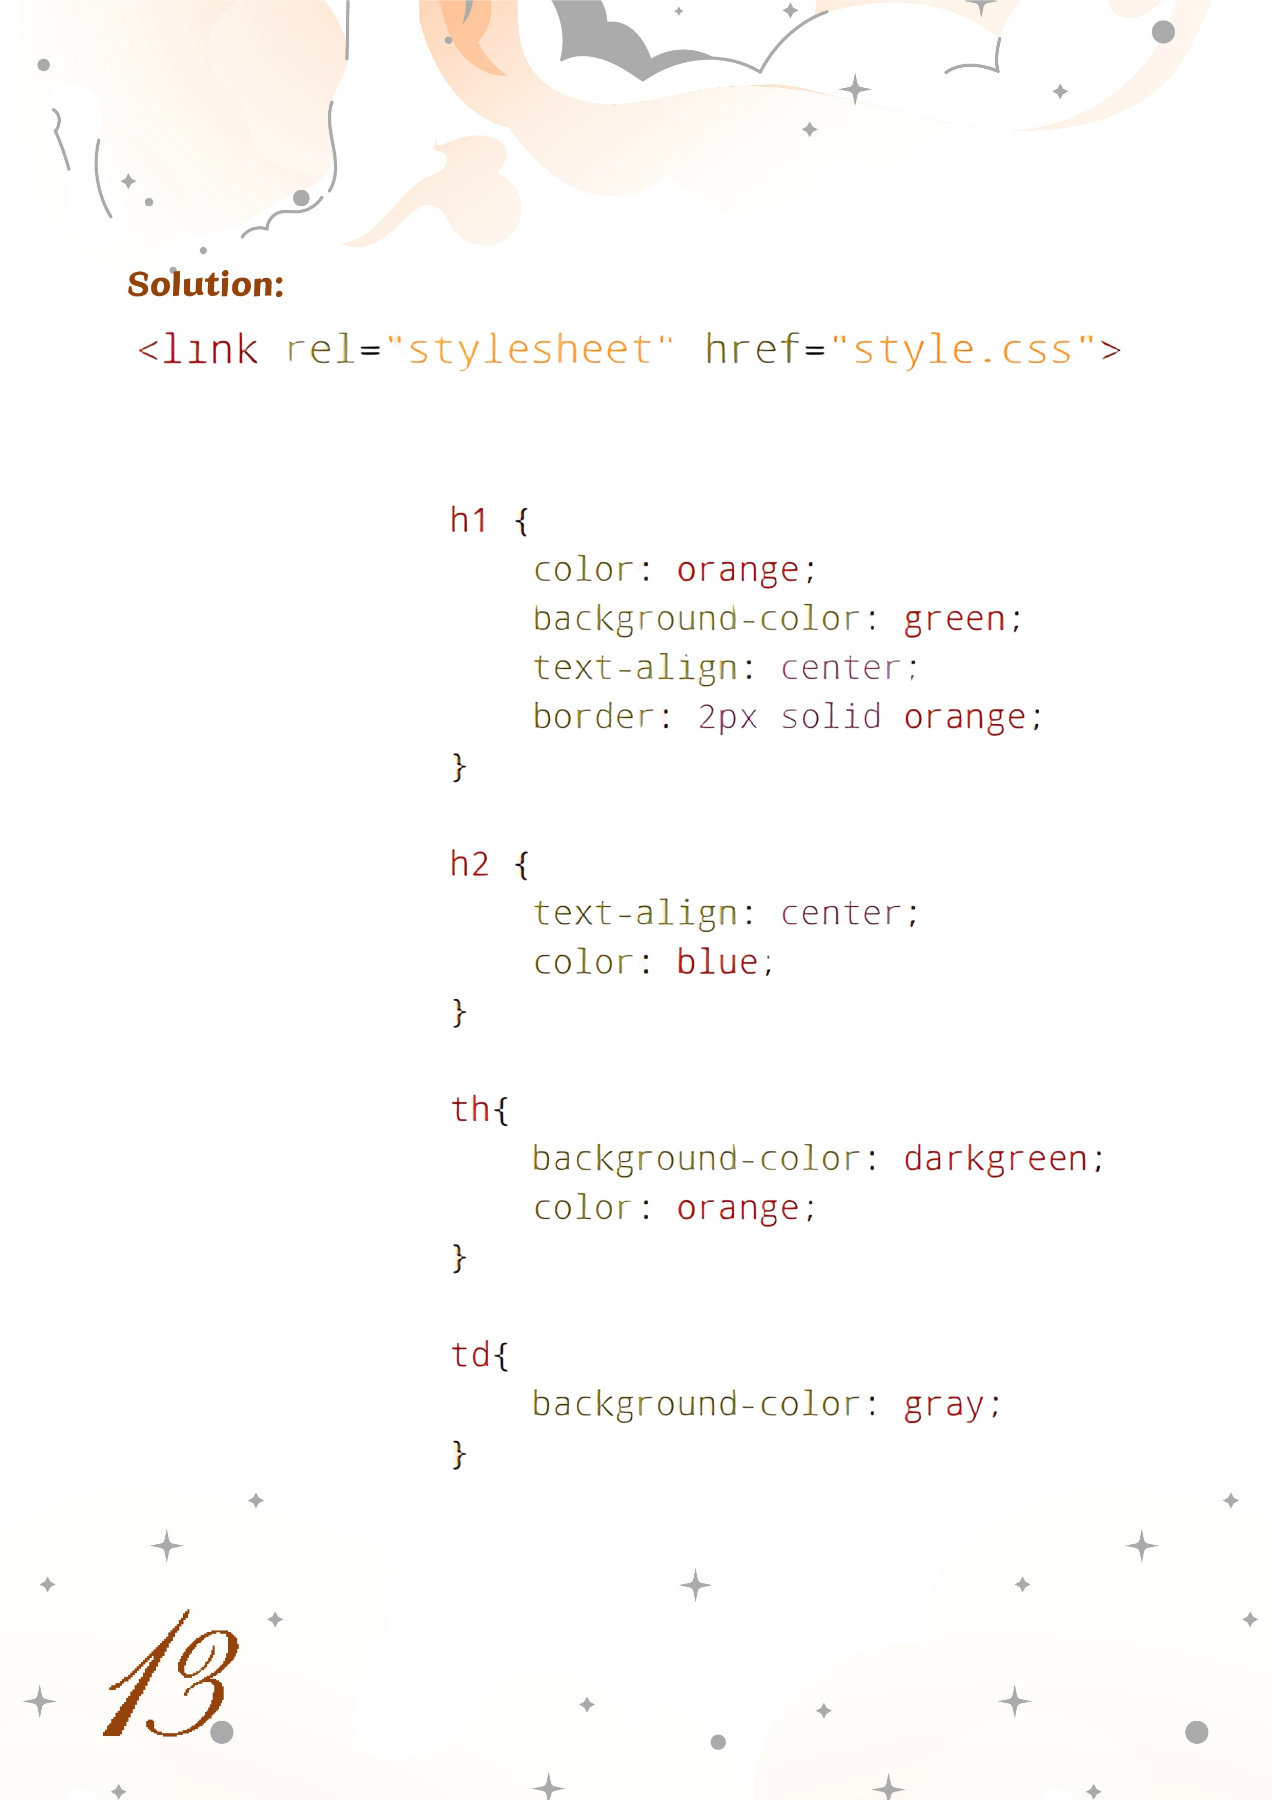 Solution:
<link rel="stylesheet" href="style.css">
h1 {
color: orange;
background-color: green;
text-align: center;
border: 2px solid orange;
}
h2 {
text-align: center;
color: blue;
}
th{
background-color: darkgreen;
color: orange;
}
td{
background-color: gray;
}
13